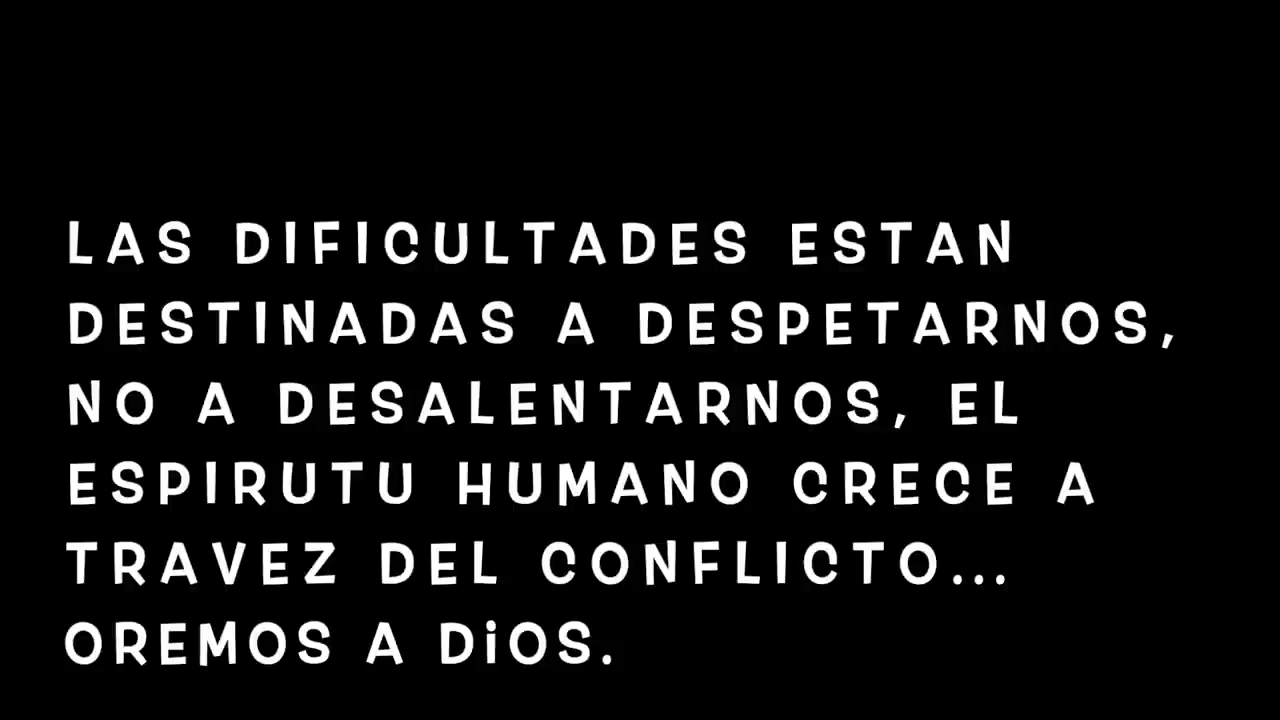 LAS DIFICULTADES ESTAN
DESTINADAS A DESPETARNOS,
NO A DESALENTARNOS, EL
ESPIRUTU HUMANO CRECE A
TRAVEZ DEL CONFLICTO...
OREMOS A DiOS.